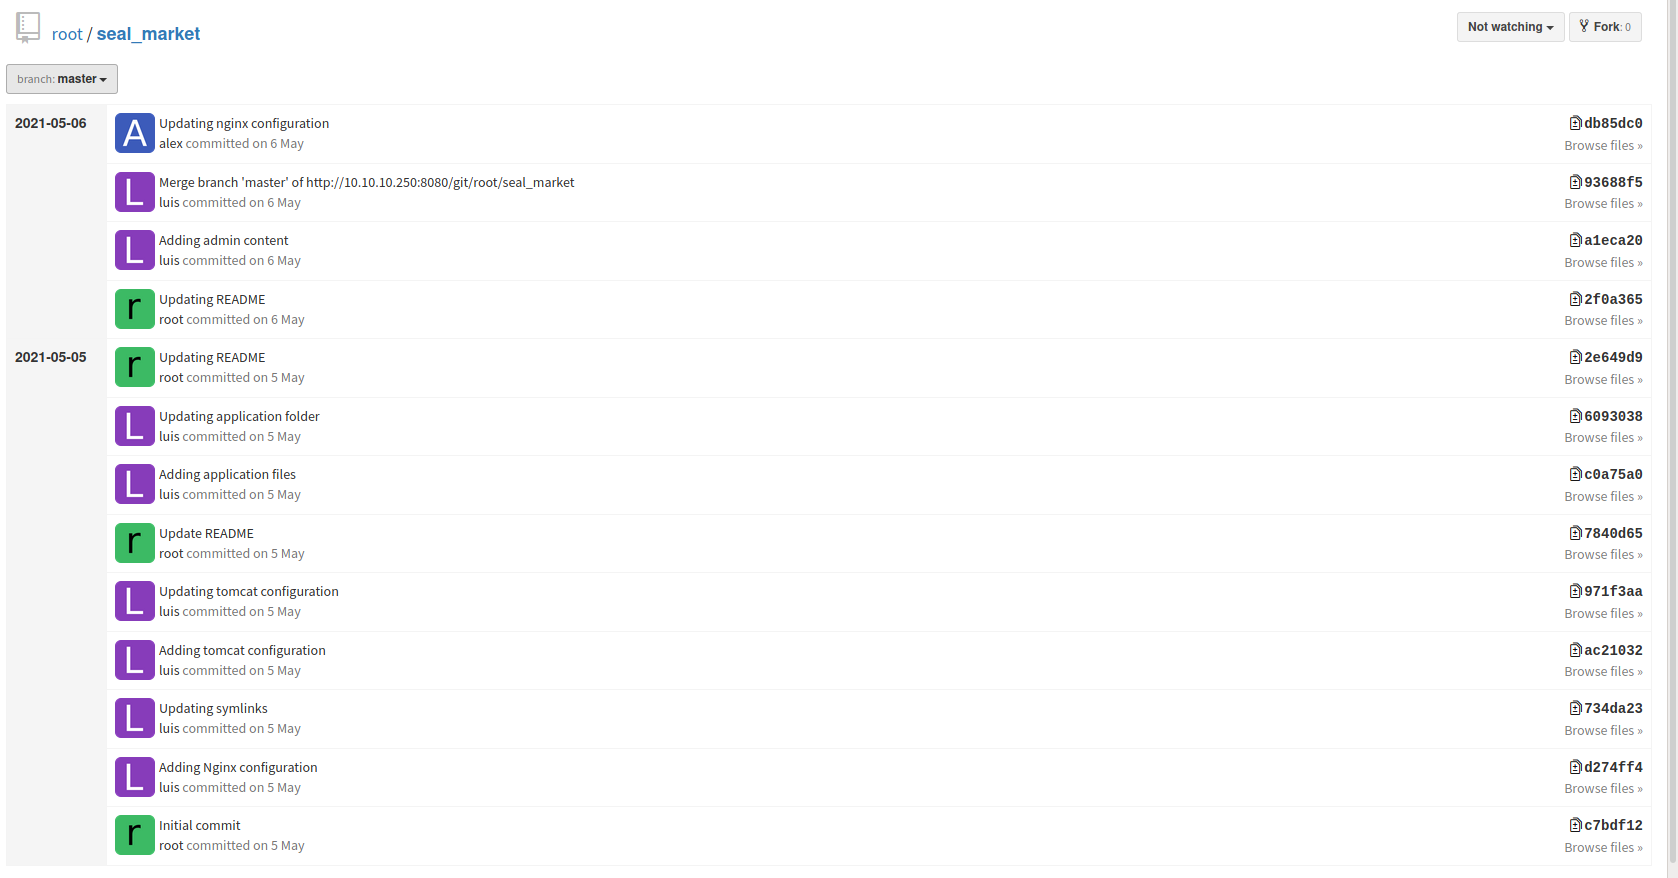 root / seal_market
Not watching
Fork: 0
branch: master
2021-05-06
A
Updating nginx configuration
alex committed on 6 May
db85dc0
Browse files »
L
Merge branch 'master' of http://10.10.10.250:8080/git/root/seal_market
luis committed on 6 May
93688f5
Browse files »
L
Adding admin content
luis committed on 6 May
a1eca20
Browse files »
r
Updating README
root committed on 6 May
2f0a365
Browse files »
2021-05-05
r
Updating README
root committed on 5 May
2e649d9
Browse files »
L
Updating application folder
luis committed on 5 May
6093038
Browse files »
L
Adding application files
luis committed on 5 May
c0a75a0
Browse files »
r
Update README
root committed on 5 May
7840d65
Browse files »
L
Updating tomcat configuration
luis committed on 5 May
971f3aa
Browse files »
L
Adding tomcat configuration
luis committed on 5 May
ac21032
Browse files »
L
Updating symlinks
luis committed on 5 May
734da23
Browse files »
L
Adding Nginx configuration
luis committed on 5 May
d274ff4
Browse files »
r
Initial commit
root committed on 5 May
c7bdf12
Browse files »